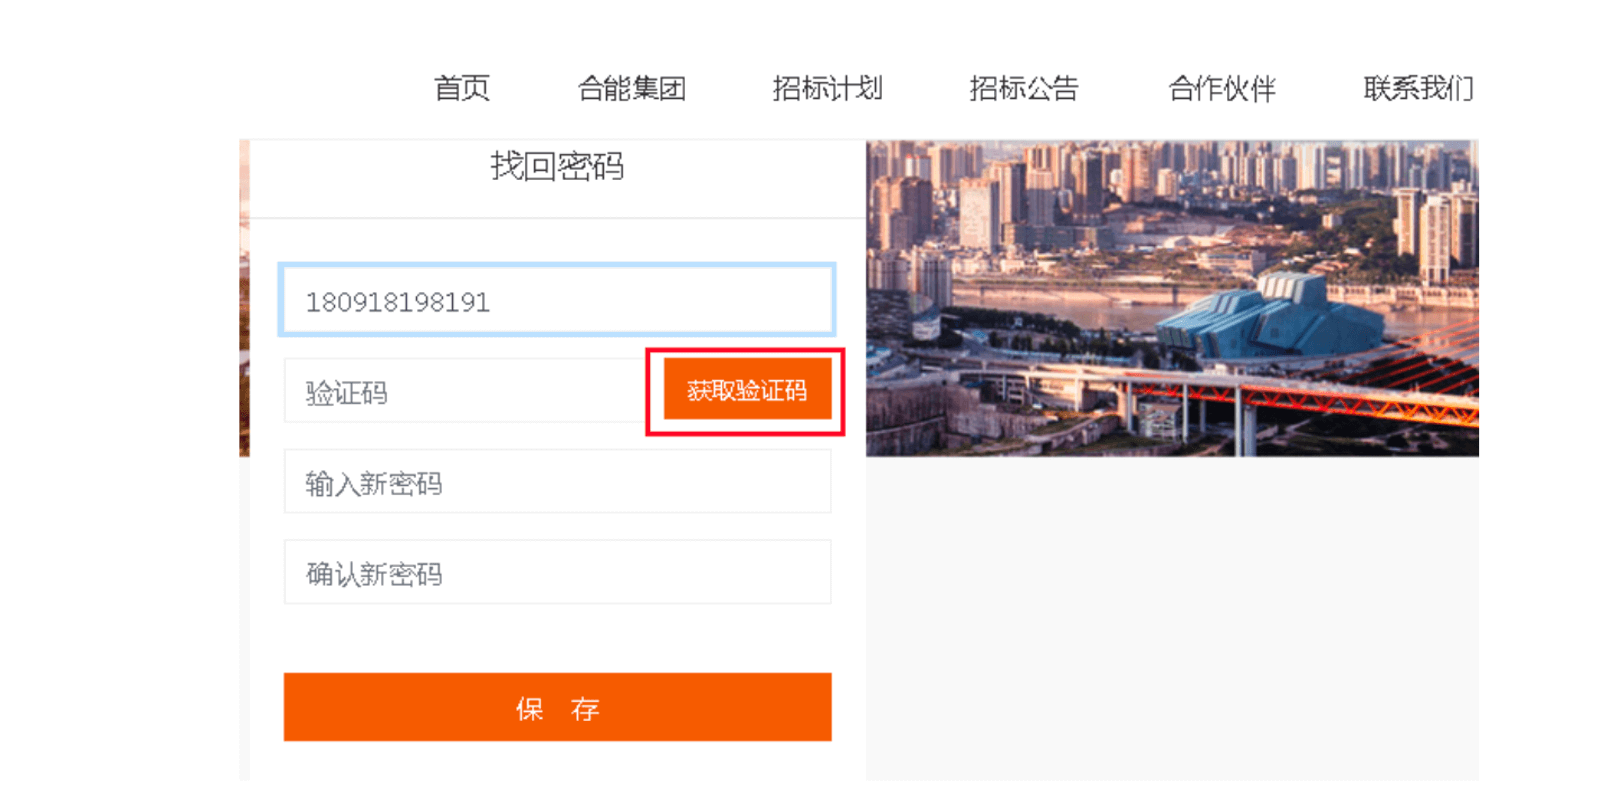 首页 合能集团 招标计划 招标公告 合作伙伴 联系我们
找回密码
180918198191
验证码 获取验证码
输入新密码
确认新密码
保 存